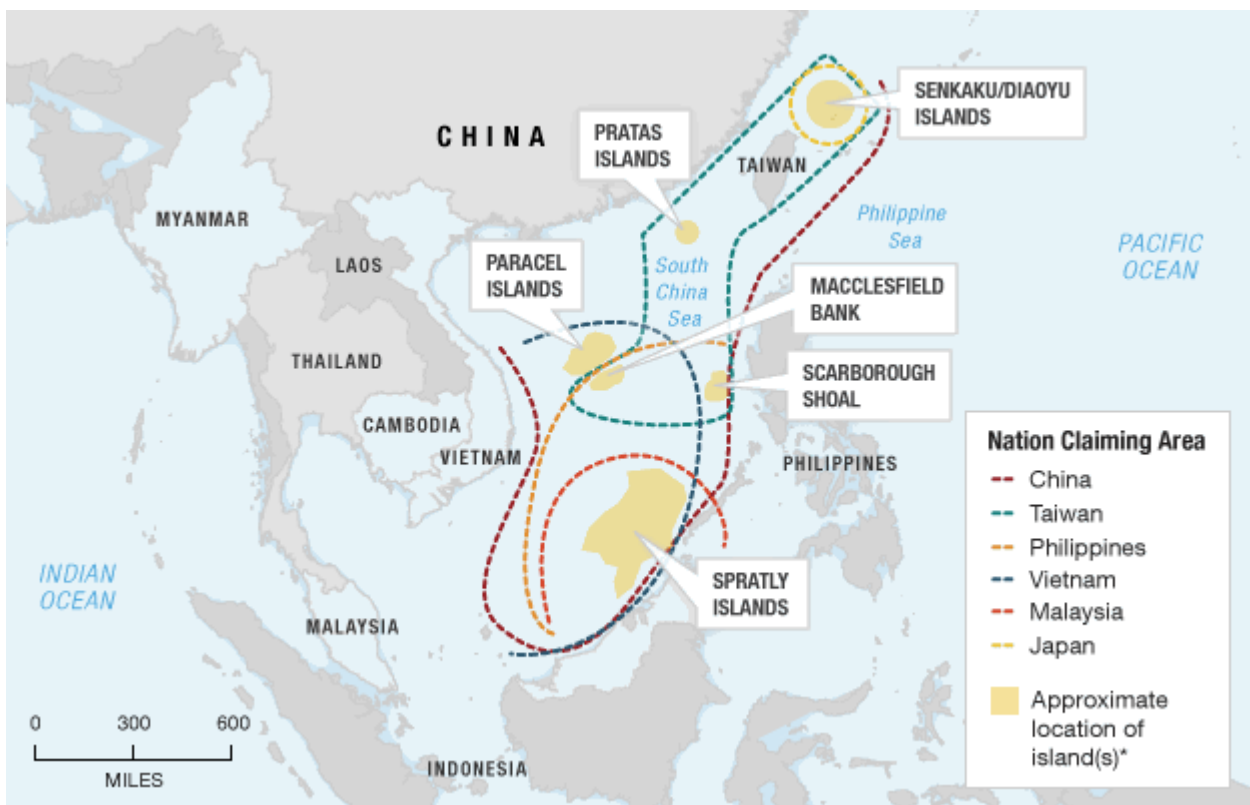 SENKAKU/DIAOYU
ISLANDS
CHINA
PRATAS
ISLANDS
TAIWAN
MYANMAR
Philippine
Sea
PACIFIC
OCEAN
LAOS
PARACEL
ISLANDS
South
China
Sea
MACCLESFIELD
BANK
THAILAND
SCARBOROUGH
SHOAL
CAMBODIA
VIETNAM
PHILIPPINES
INDIAN
OCEAN
SPRATLY
ISLANDS
MALAYSIA
INDONESIA
0 300 600
MILES
Nation Claiming Area
China
Taiwan
Philippines
Vietnam
Malaysia
Japan
Approximate
location of
island(s)*